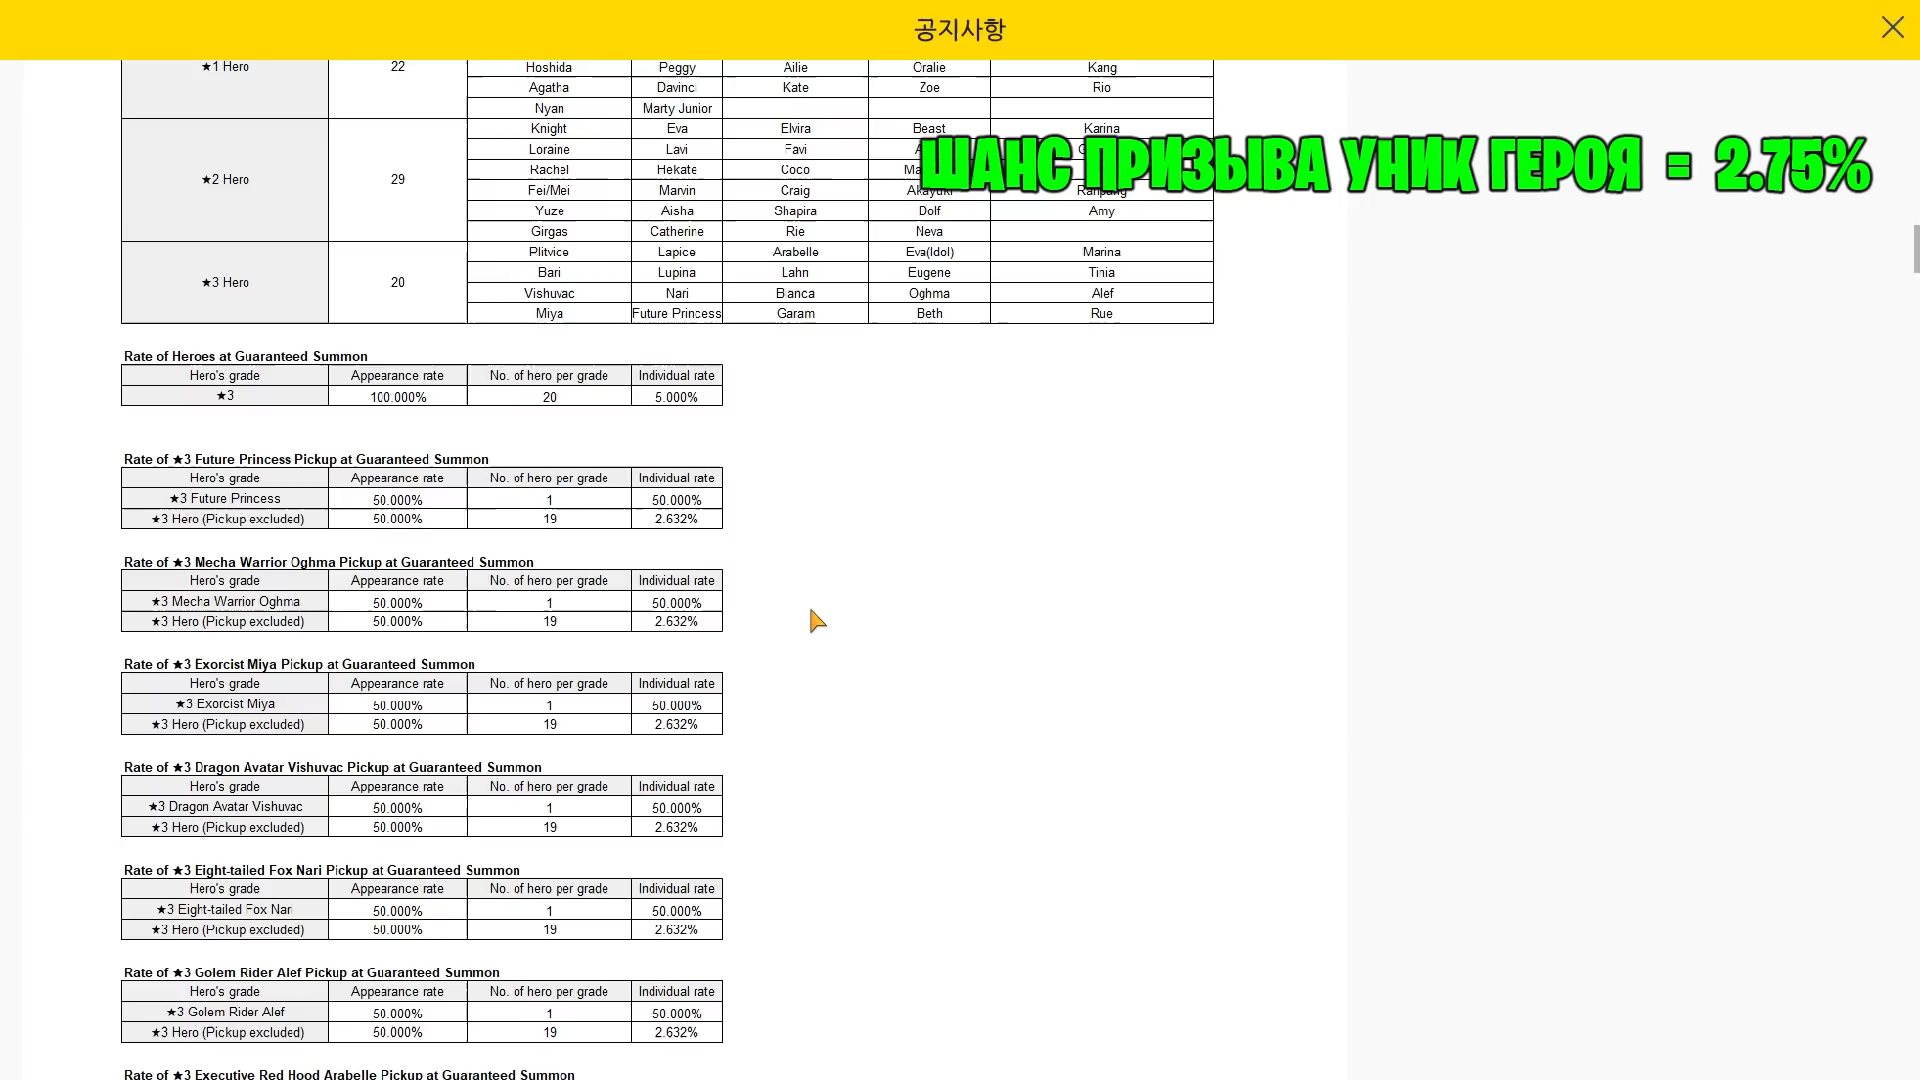 공지사항
★1 Hero 22 Hoshida Peggy Ailie Oralie Kang
Agatha Davinci Kate Zoe Rio
Nyan Marty Junior
ШАНС ПРИЗЫВА УНИК ГЕРОЯ = 2.75%
★2 Hero 29 Knight Eva Elvira Beast Karina
Loraine Lavi Favi
Rachel Hekate Coco
Fei/Mei Marvin Craig Akayuki
Yuze Aisha Shapira Dolf Amy
Girgas Catherine Rie Neva
★3 Hero 20 Plitvice Lapice Arabelle Eva(Idol) Marina
Bari Lupina Lahn Eugene Tinia
Vishuvac Nari Bianca Oghma Alef
Miya Future Princess Garam Beth Rue
Rate of Heroes at Guaranteed Summon
Hero's grade Appearance rate No. of hero per grade Individual rate
★3 100.000% 20 5.000%
Rate of ★3 Future Princess Pickup at Guaranteed Summon
Hero's grade Appearance rate No. of hero per grade Individual rate
★3 Future Princess 50.000% 1 50.000%
★3 Hero (Pickup excluded) 50.000% 19 2.632%
Rate of ★3 Mecha Warrior Oghma Pickup at Guaranteed Summon
Hero's grade Appearance rate No. of hero per grade Individual rate
★3 Mecha Warrior Oghma 50.000% 1 50.000%
★3 Hero (Pickup excluded) 50.000% 19 2.632%
Rate of ★3 Exorcist Miya Pickup at Guaranteed Summon
Hero's grade Appearance rate No. of hero per grade Individual rate
★3 Exorcist Miya 50.000% 1 50.000%
★3 Hero (Pickup excluded) 50.000% 19 2.632%
Rate of ★3 Dragon Avatar Vishuvac Pickup at Guaranteed Summon
Hero's grade Appearance rate No. of hero per grade Individual rate
★3 Dragon Avatar Vishuvac 50.000% 1 50.000%
★3 Hero (Pickup excluded) 50.000% 19 2.632%
Rate of ★3 Eight-tailed Fox Nari Pickup at Guaranteed Summon
Hero's grade Appearance rate No. of hero per grade Individual rate
★3 Eight-tailed Fox Nari 50.000% 1 50.000%
★3 Hero (Pickup excluded) 50.000% 19 2.632%
Rate of ★3 Golem Rider Alef Pickup at Guaranteed Summon
Hero's grade Appearance rate No. of hero per grade Individual rate
★3 Golem Rider Alef 50.000% 1 50.000%
★3 Hero (Pickup excluded) 50.000% 19 2.632%
Rate of ★3 Executive Red Hood Arabelle Pickup at Guaranteed Summon